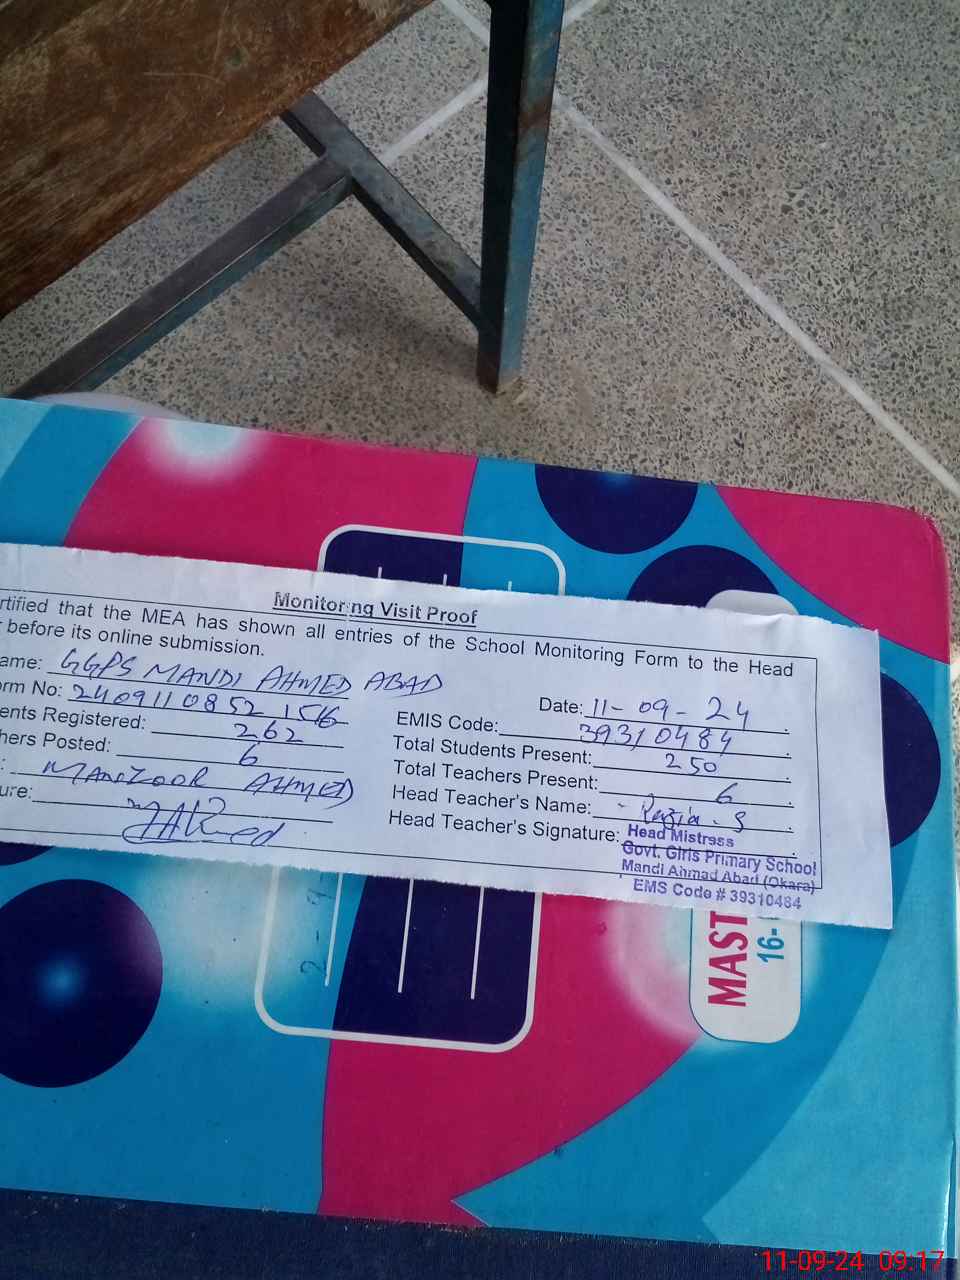 Monitoring Visit Proof
rtified that the MEA has shown all entries of the School Monitoring Form to the Head
r before its online submission.
ame: GGPS MANDI AHMED ABAD
Date: 11-09-24
orm No:
EMIS Code: 39310484
ents Registered: 262
Total Students Present: 250
hers Posted: 6
Total Teachers Present: 6
: MANZOOR AHMED
Head Teacher's Name: Razia. S
ure:
Head Teacher's Signature:
Head Mistress
Govt. Girls Primary School
Mandi Ahmad Abad (Okara)
EMS Code # 39310484
MAST
16-
11-09-24 09:17